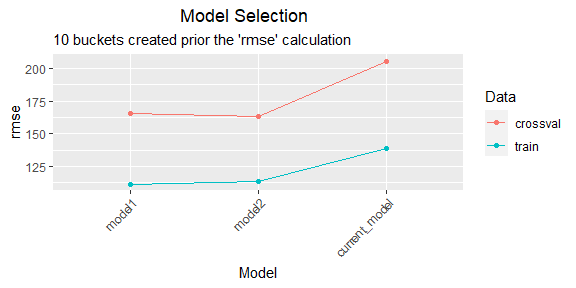 Model Selection
10 buckets created prior the 'rmse' calculation
200
175
150
125
rmse
model1
model2
current_model
Model
Data
crossval
train